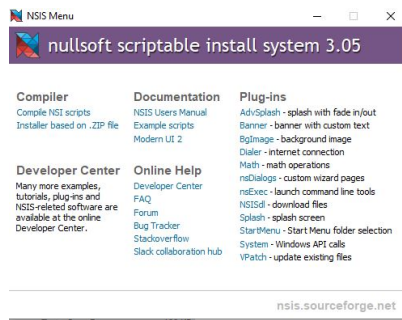 NSIS Menu
nullsoft scriptable install system 3.05
Compiler
Compile NSI scripts
Installer based on .ZIP file
Developer Center
Many more examples,
tutorials, plug-ins and
NSIS-releted software are
available at the online
Developer Center.
Documentation
NSIS Users Manual
Example scripts
Modern UI 2
Online Help
Developer Center
FAQ
Forum
Bug Tracker
Stackoverflow
Slack collaboration hub
Plug-ins
AdvSplash - splash with fade in/out
Banner - banner with custom text
BgImage - background image
Dialer - internet connection
Math - math operations
nsDialogs - custom wizard pages
nsExec - launch command line tools
NSISdl - download files
Splash - splash screen
StartMenu - Start Menu folder selection
System - Windows API calls
VPatch - update existing files
nsis.sourceforge.net